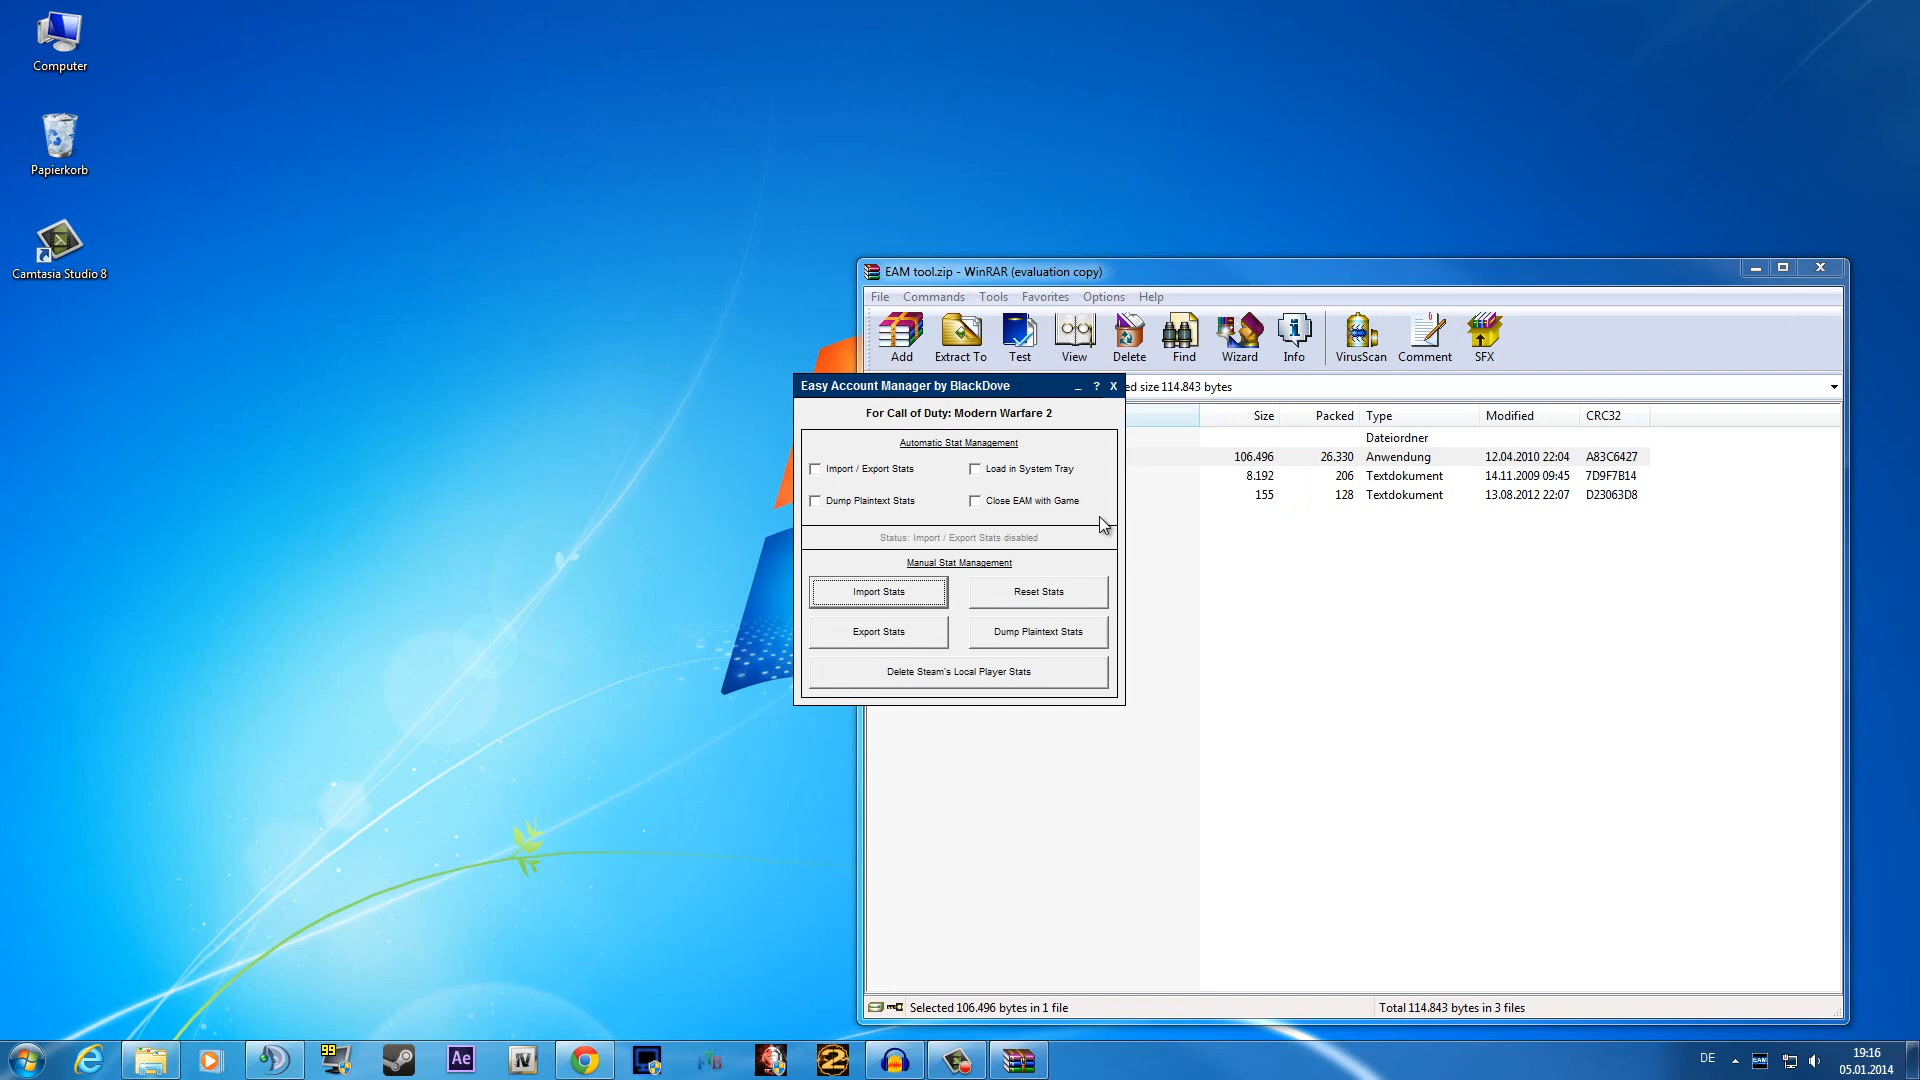 Computer
Papierkorb
Camtasia Studio 8
EAM tool.zip - WinRAR (evaluation copy)
File Commands Tools Favorites Options Help
Add Extract To Test View Delete Find Wizard Info VirusScan Comment SFX
ed size 114.843 bytes
Size Packed Type Modified CRC32
Dateiordner
106.496 26.330 Anwendung 12.04.2010 22:04 A83C6427
8.192 206 Textdokument 14.11.2009 09:45 7D9F7B14
155 128 Textdokument 13.08.2012 22:07 D23063D8
Selected 106.496 bytes in 1 file
Total 114.843 bytes in 3 files
Easy Account Manager by BlackDove _ ? X
For Call of Duty: Modern Warfare 2
Automatic Stat Management
Import / Export Stats Load in System Tray
Dump Plaintext Stats Close EAM with Game
Status: Import / Export Stats disabled
Manual Stat Management
Import Stats Reset Stats
Export Stats Dump Plaintext Stats
Delete Steam's Local Player Stats
99
Ae
IV
2
DE
EAM
19:16
05.01.2014